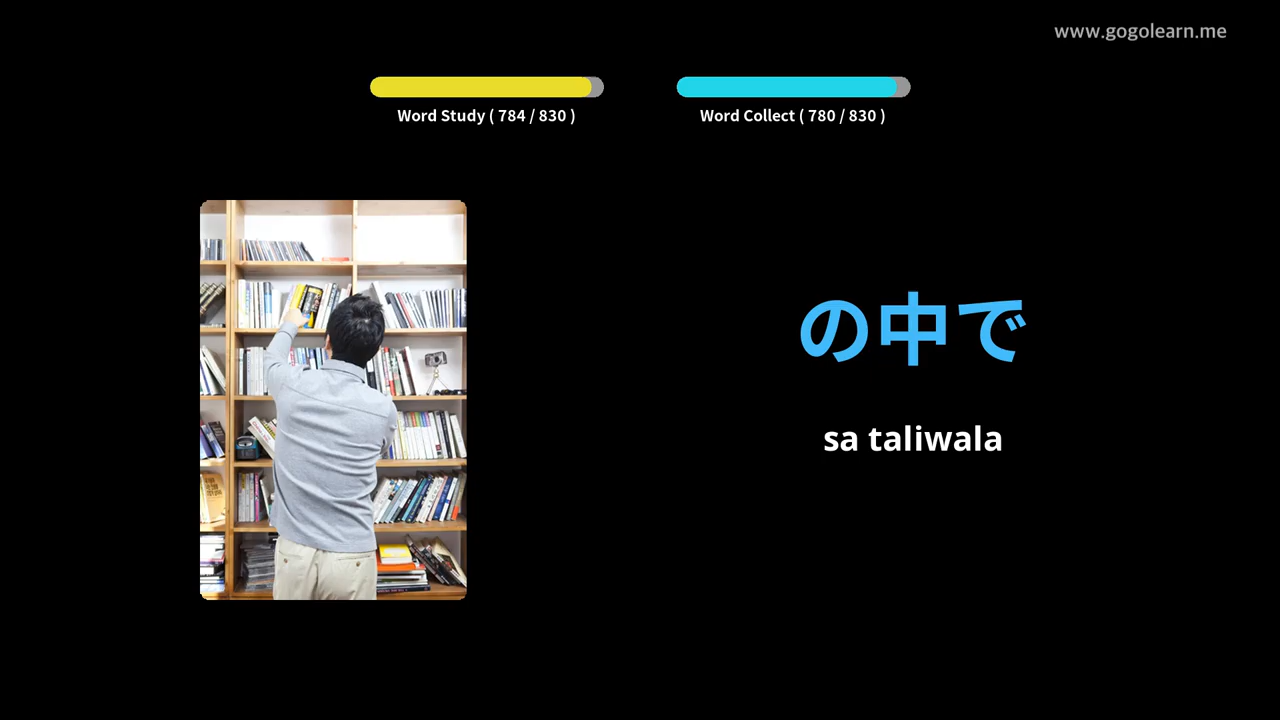 www.gogolearn.me
Word Study ( 784 / 830 )
Word Collect ( 780 / 830 )
の中で
sa taliwala